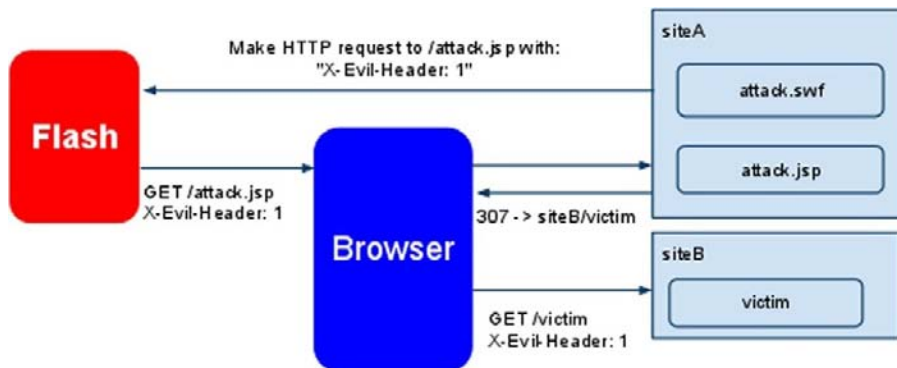 siteA
Make HTTP request to /attack.jsp with:
"X-Evil-Header: 1"
attack.swf
Flash
attack.jsp
GET /attack.jsp
X-Evil-Header: 1
307 -> siteB/victim
Browser
siteB
victim
GET /victim
X-Evil-Header: 1